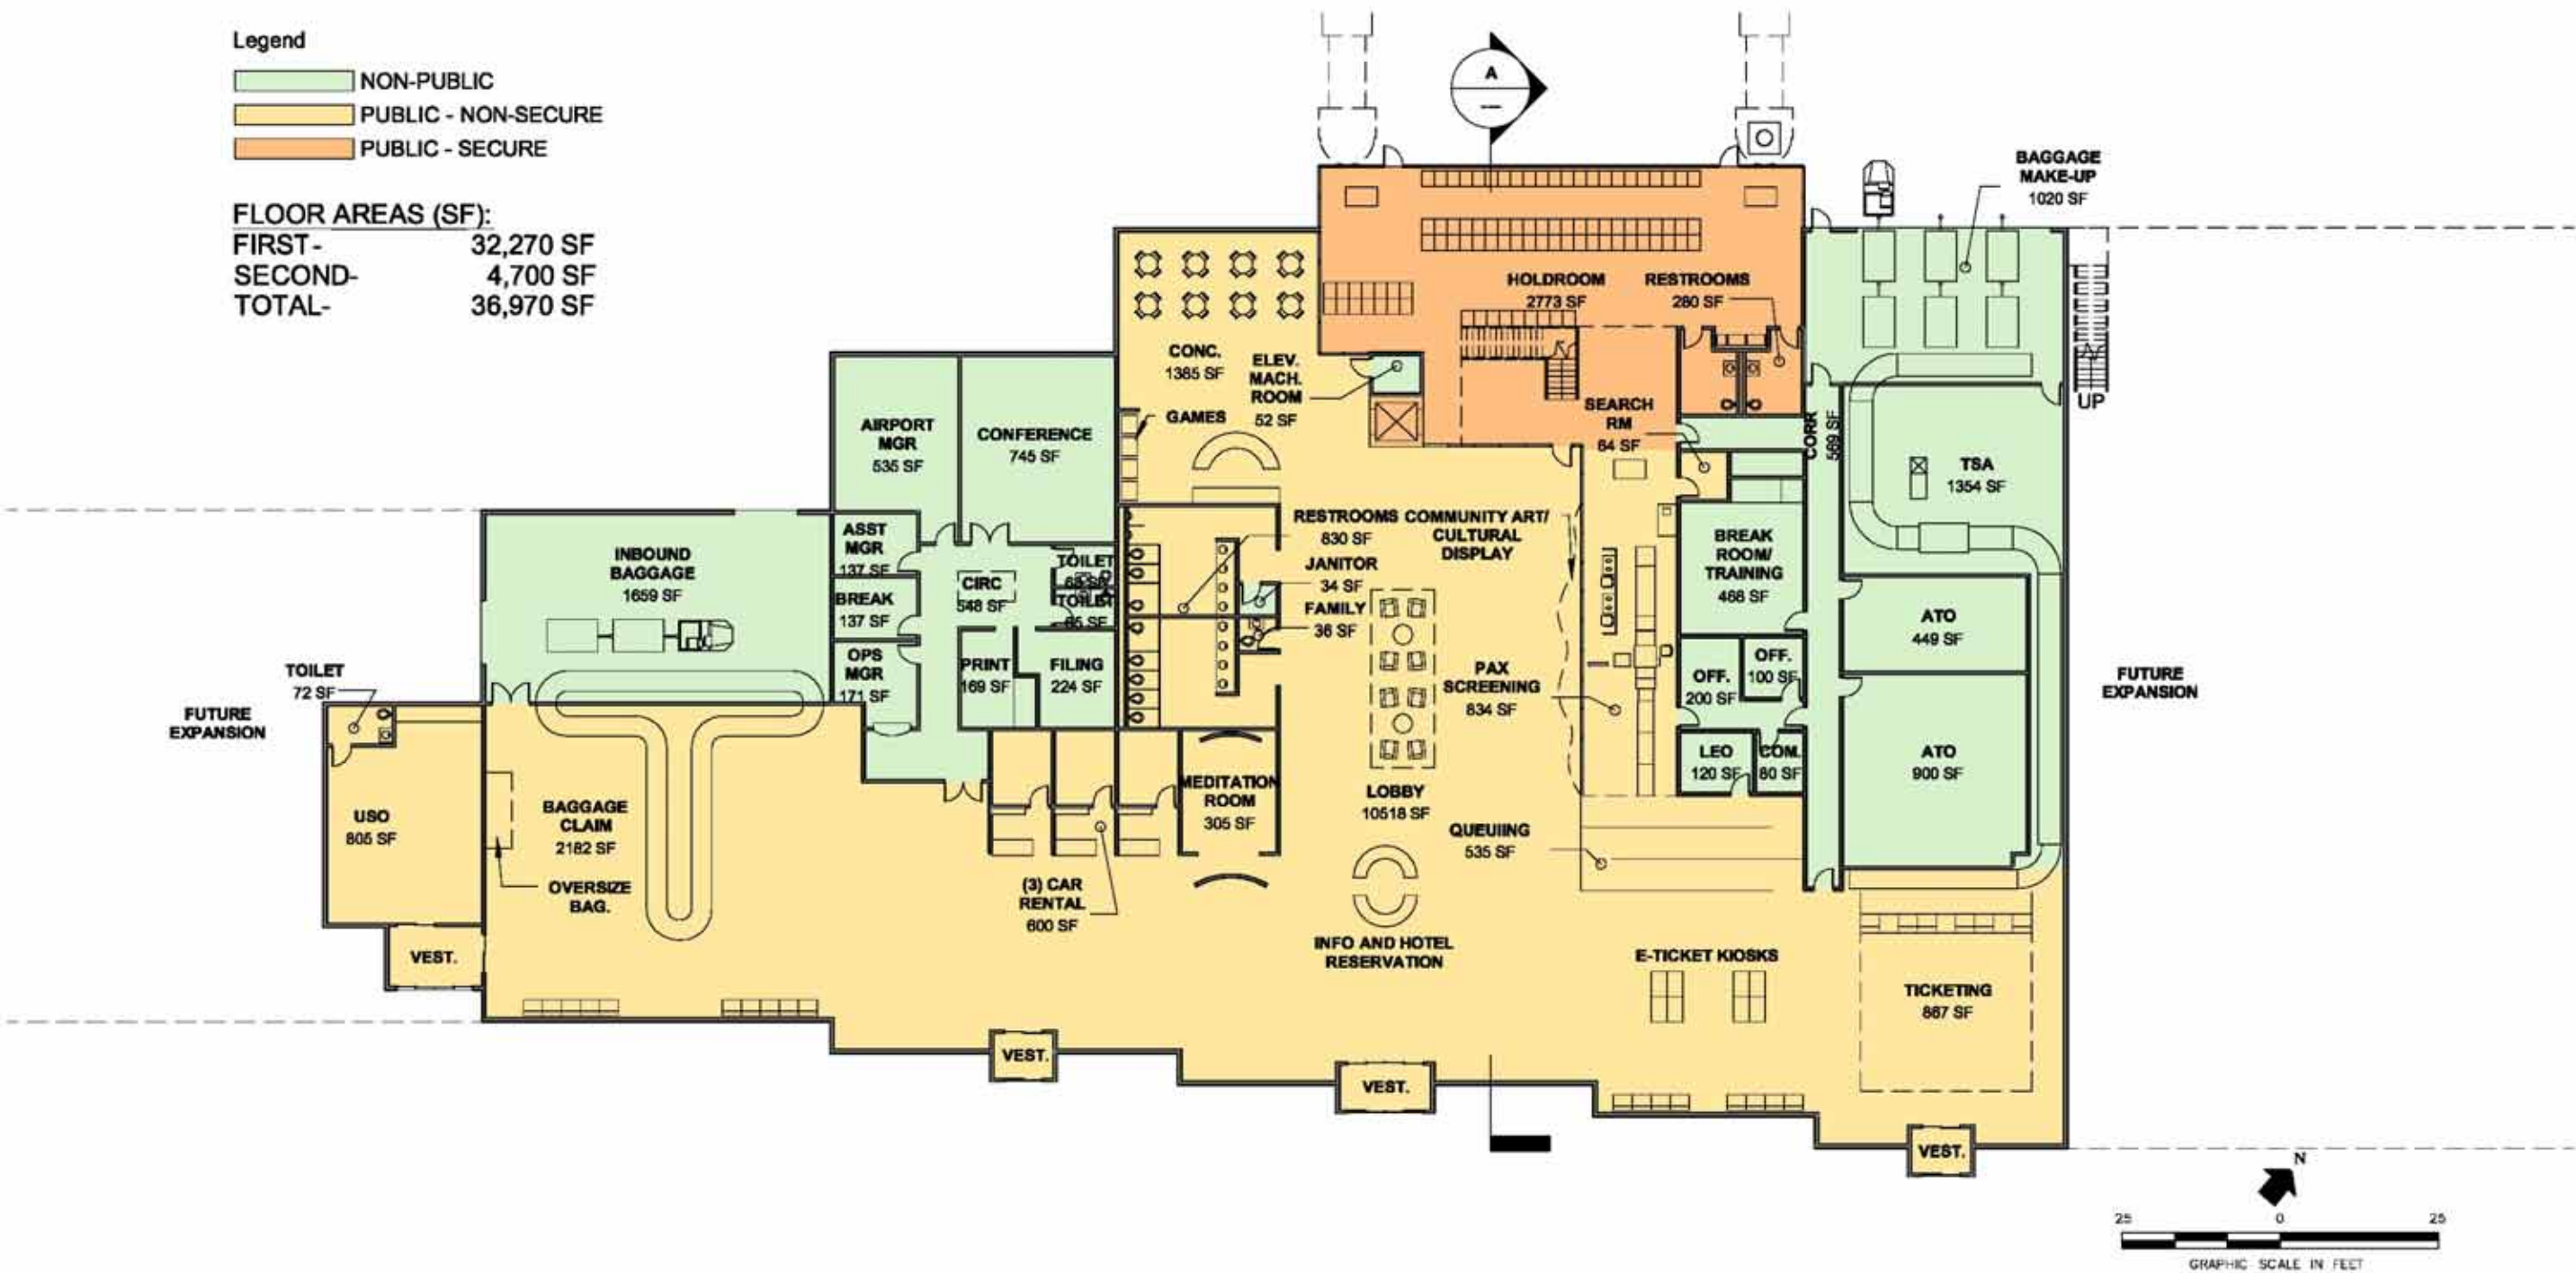 Legend
NON-PUBLIC
PUBLIC - NON-SECURE
PUBLIC - SECURE
FLOOR AREAS (SF):
FIRST- 32,270 SF
SECOND- 4,700 SF
TOTAL- 36,970 SF
A
BAGGAGE
MAKE-UP
1020 SF
HOLDROOM
2773 SF
RESTROOMS
280 SF
CONC.
1385 SF
ELEV.
MACH.
ROOM
52 SF
GAMES
SEARCH
RM
64 SF
UP
CORR
569 SF
TSA
1354 SF
AIRPORT
MGR
535 SF
CONFERENCE
745 SF
INBOUND
BAGGAGE
1659 SF
ASST
MGR
137 SF
BREAK
137 SF
OPS
MGR
171 SF
CIRC
548 SF
TOILET
TOILET
65 SF
PRINT
169 SF
FILING
224 SF
RESTROOMS
830 SF
JANITOR
34 SF
FAMILY
36 SF
COMMUNITY ART/
CULTURAL
DISPLAY
BREAK
ROOM/
TRAINING
466 SF
ATO
449 SF
OFF.
200 SF
OFF.
100 SF
PAX
SCREENING
834 SF
FUTURE
EXPANSION
TOILET
72 SF
FUTURE
EXPANSION
USO
805 SF
BAGGAGE
CLAIM
2182 SF
OVERSIZE
BAG.
MEDITATION
ROOM
305 SF
LOBBY
10518 SF
LEO
120 SF
COM.
80 SF
ATO
900 SF
QUEUIING
535 SF
(3) CAR
RENTAL
600 SF
INFO AND HOTEL
RESERVATION
E-TICKET KIOSKS
TICKETING
867 SF
VEST.
VEST.
VEST.
VEST.
N
25 0 25
GRAPHIC SCALE IN FEET